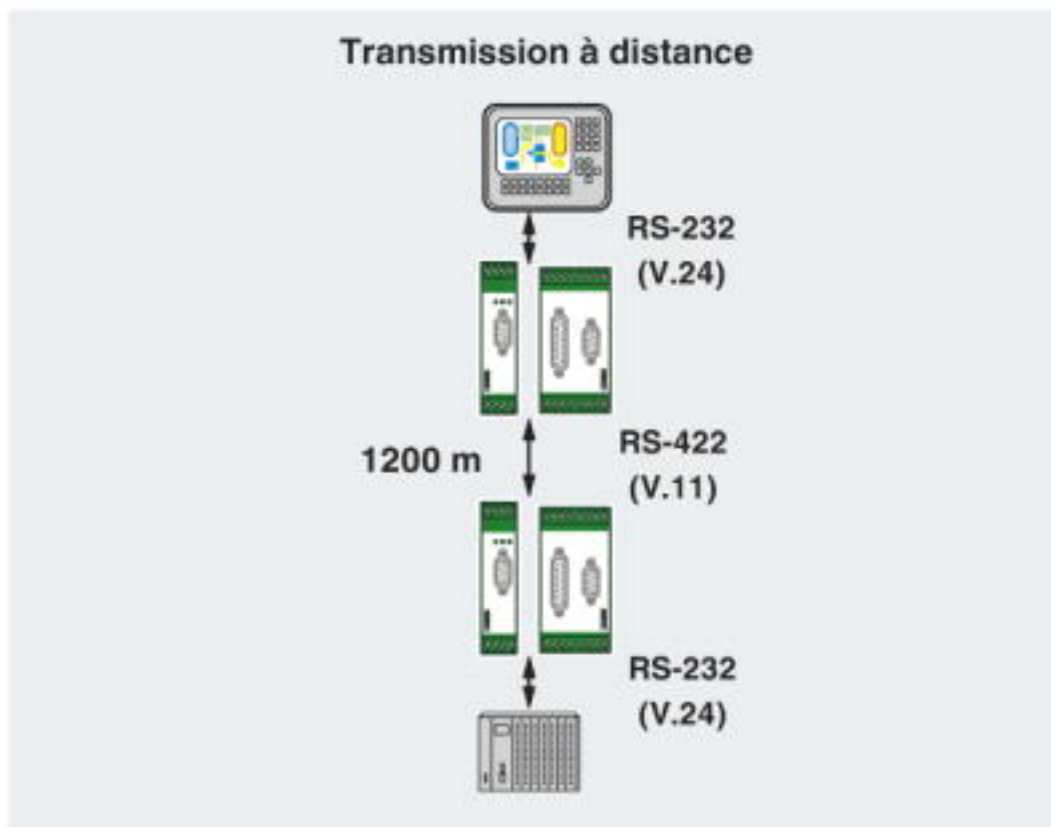 Transmission à distance
RS-232
(V.24)
1200 m
RS-422
(V.11)
RS-232
(V.24)